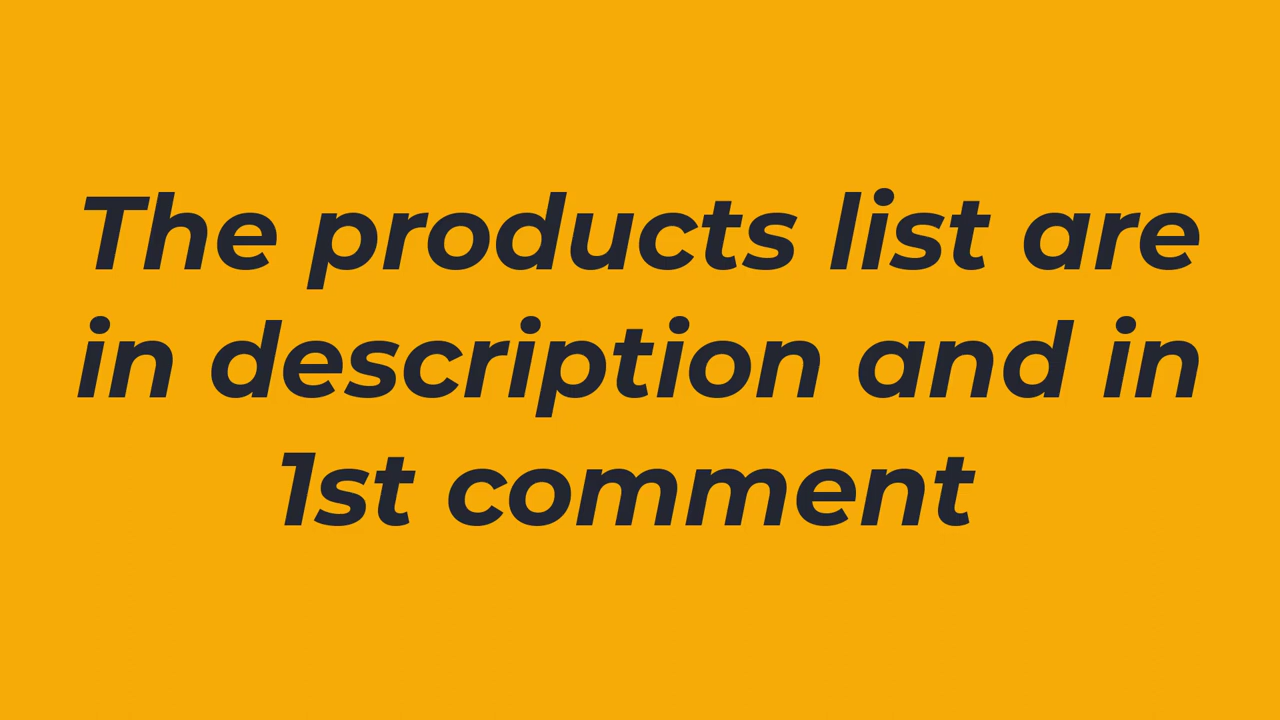 The products list are
in description and in
1st comment